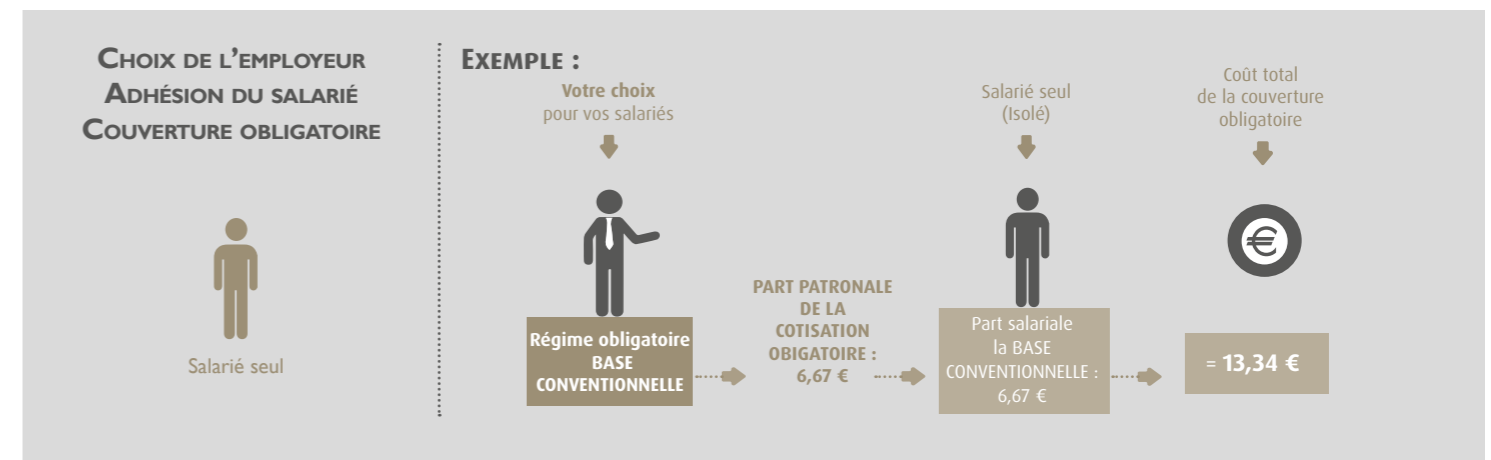 CHOIX DE L'EMPLOYEUR
ADHÉSION DU SALARIÉ
COUVERTURE OBLIGATOIRE
Salarié seul
EXEMPLE :
Votre choix
pour vos salariés
Régime obligatoire
BASE
CONVENTIONNELLE
PART PATRONALE
DE LA
COTISATION
OBIGATOIRE :
6,67 €
Salarié seul
(Isolé)
Part salariale
la BASE
CONVENTIONNELLE :
6,67 €
Coût total
de la couverture
obligatoire
€
= 13,34 €